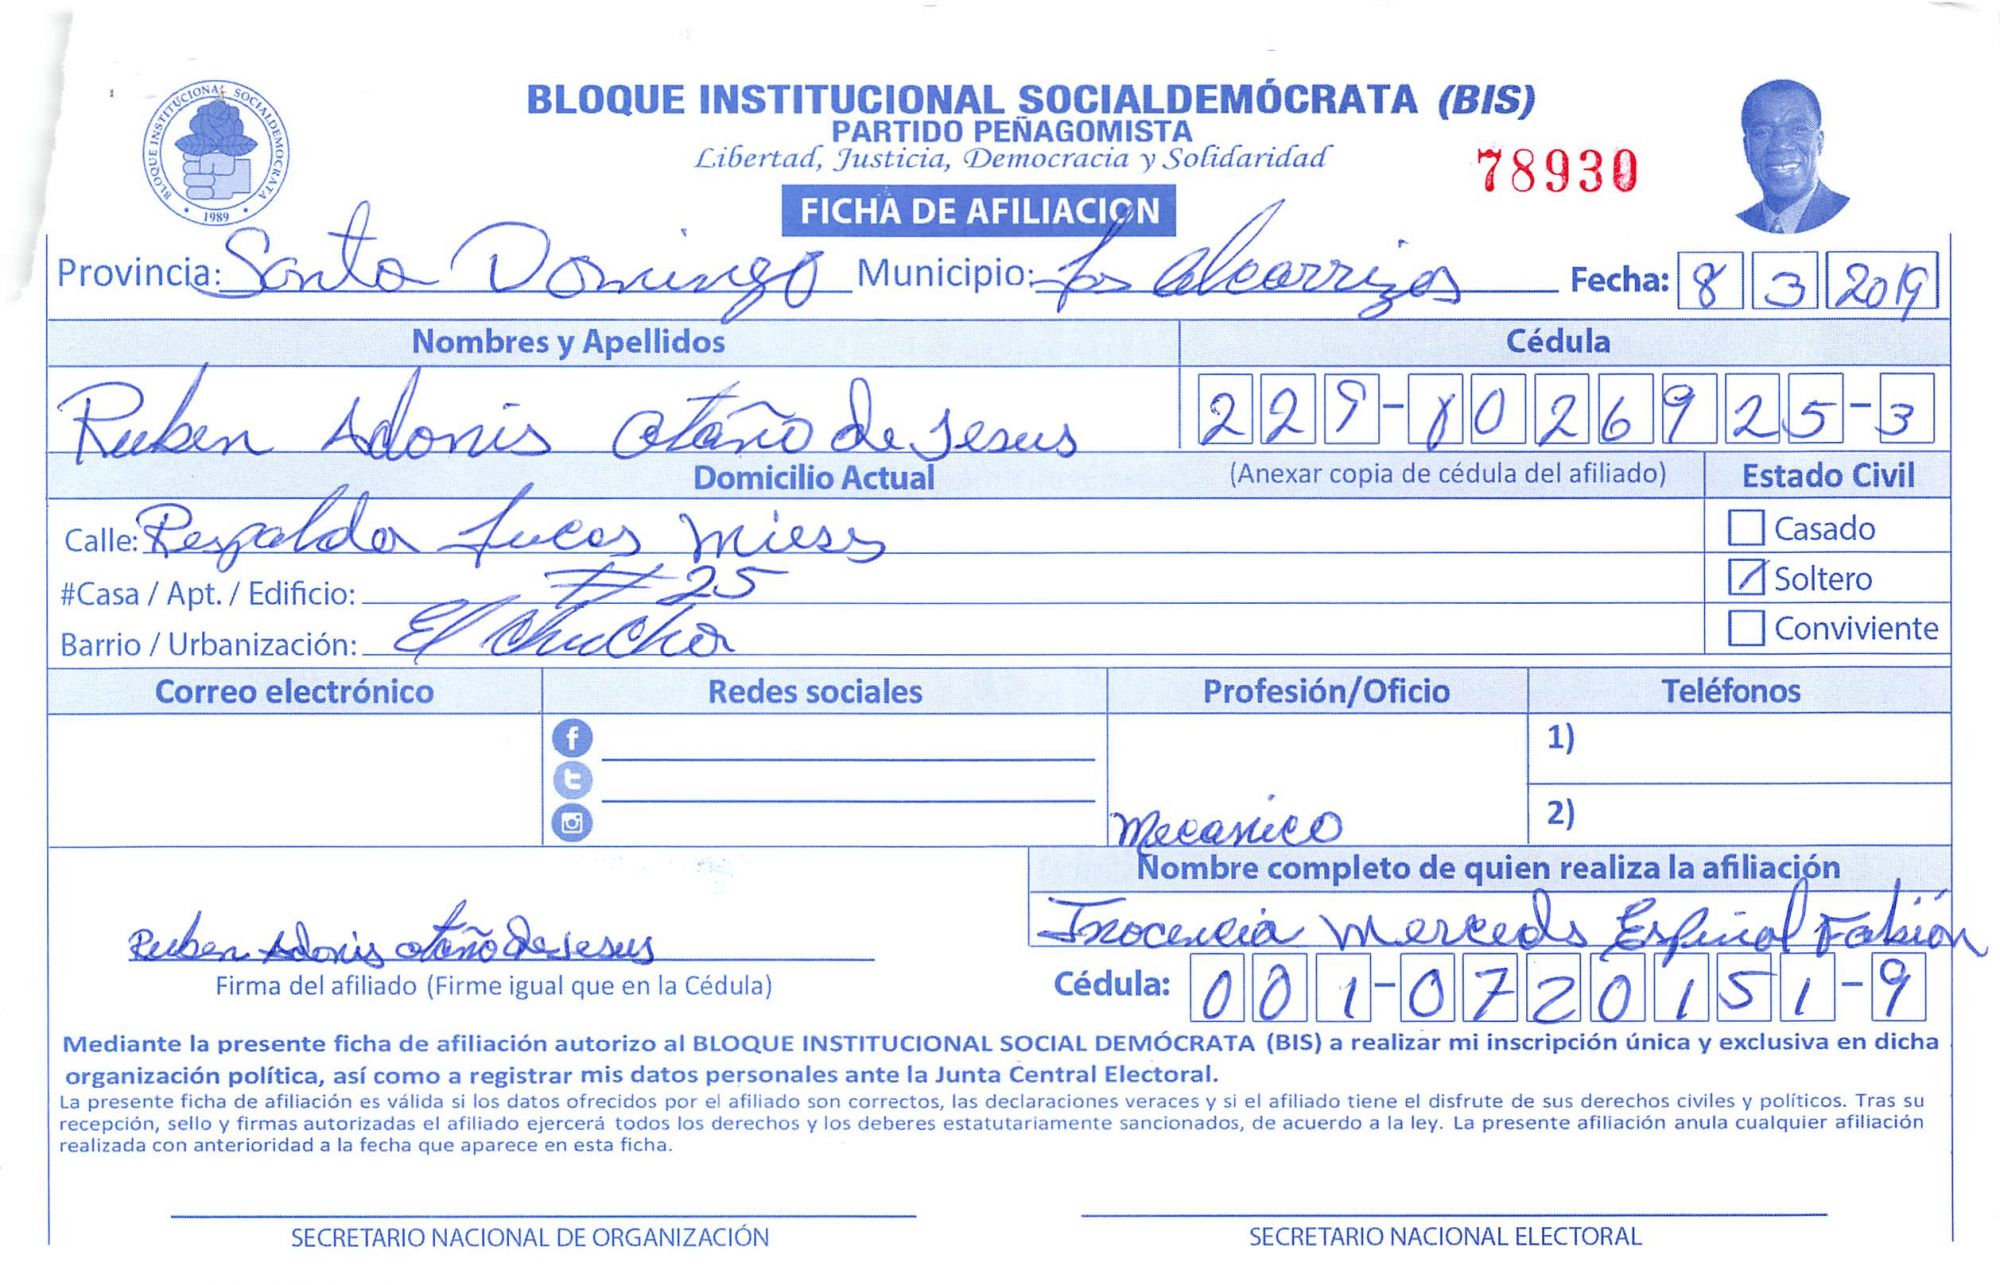 BLOQUE INSTITUCIONAL SOCIALDEMÓCRATA
1989
BLOQUE INSTITUCIONAL SOCIALDEMÓCRATA (BIS)
PARTIDO PEÑAGOMISTA
Libertad, Justicia, Democracia y Solidaridad
78930
FICHA DE AFILIACION
Provincia: Santo Domingo Municipio: Los Alcarrizos Fecha: 8 3 2019
Nombres y Apellidos Cédula
Ruben Adonis Otaño de Jesus 229-0026925-3
Domicilio Actual (Anexar copia de cédula del afiliado) Estado Civil
Calle: Respaldo Lucas Mieses Casado
#Casa / Apt. / Edificio: # 25 Soltero
Barrio / Urbanización: El Chucho Conviviente
Correo electrónico Redes sociales Profesión/Oficio Teléfonos
1)
2)
Mecanico
Nombre completo de quien realiza la afiliación
Ruben Adonis Otaño De Jesus Inocencia Mercedes Espinal Fabián
Firma del afiliado (Firme igual que en la Cédula) Cédula: 001-0720151-9
Mediante la presente ficha de afiliación autorizo al BLOQUE INSTITUCIONAL SOCIAL DEMÓCRATA (BIS) a realizar mi inscripción única y exclusiva en dicha
organización política, así como a registrar mis datos personales ante la Junta Central Electoral.
La presente ficha de afiliación es válida si los datos ofrecidos por el afiliado son correctos, las declaraciones veraces y si el afiliado tiene el disfrute de sus derechos civiles y políticos. Tras su
recepción, sello y firmas autorizadas el afiliado ejercerá todos los derechos y los deberes estatutariamente sancionados, de acuerdo a la ley. La presente afiliación anula cualquier afiliación
realizada con anterioridad a la fecha que aparece en esta ficha.
SECRETARIO NACIONAL DE ORGANIZACIÓN SECRETARIO NACIONAL ELECTORAL